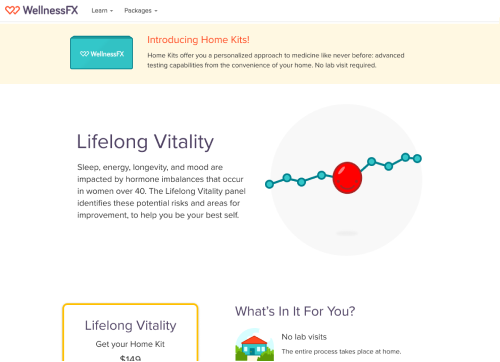 WellnessFX
Learn
Packages
WellnessFX
Introducing Home Kits!
Home Kits offer you a personalized approach to medicine like never before: advanced
testing capabilities from the convenience of your home. No lab visit required.
Lifelong Vitality
Sleep, energy, longevity, and mood are
impacted by hormone imbalances that occur
in women over 40. The Lifelong Vitality panel
identifies these potential risks and areas for
improvement, to help you be your best self.
Lifelong Vitality
Get your Home Kit
$149
What's In It For You?
No lab visits
The entire process takes place at home.